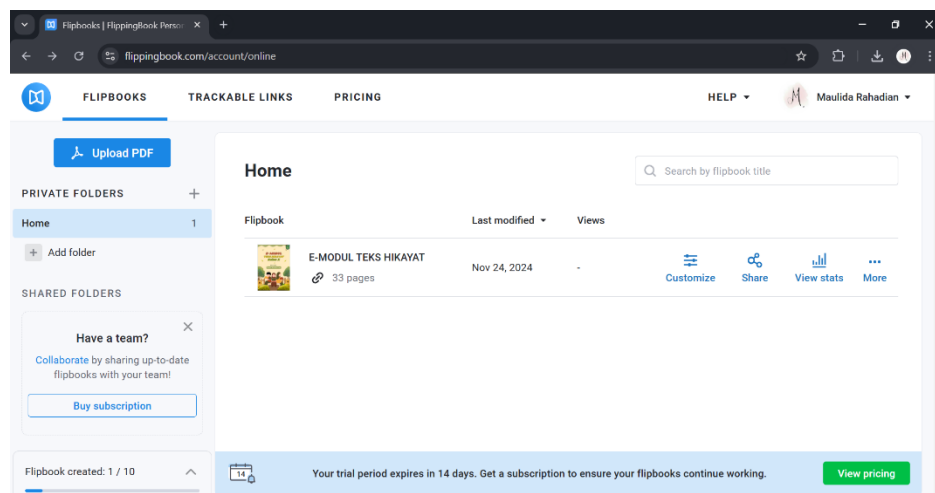 Flipbooks | FlippingBook Person
flippingbook.com/account/online
FLIPBOOKS
TRACKABLE LINKS
PRICING
HELP
Maulida Rahadian
Upload PDF
PRIVATE FOLDERS
Home 1
Add folder
SHARED FOLDERS
Have a team?
Collaborate by sharing up-to-date
flipbooks with your team!
Buy subscription
Flipbook created: 1 / 10
Home
Search by flipbook title
Flipbook Last modified Views
E-MODUL TEKS HIKAYAT
33 pages
Nov 24, 2024 -
Customize Share View stats More
14
Your trial period expires in 14 days. Get a subscription to ensure your flipbooks continue working.
View pricing